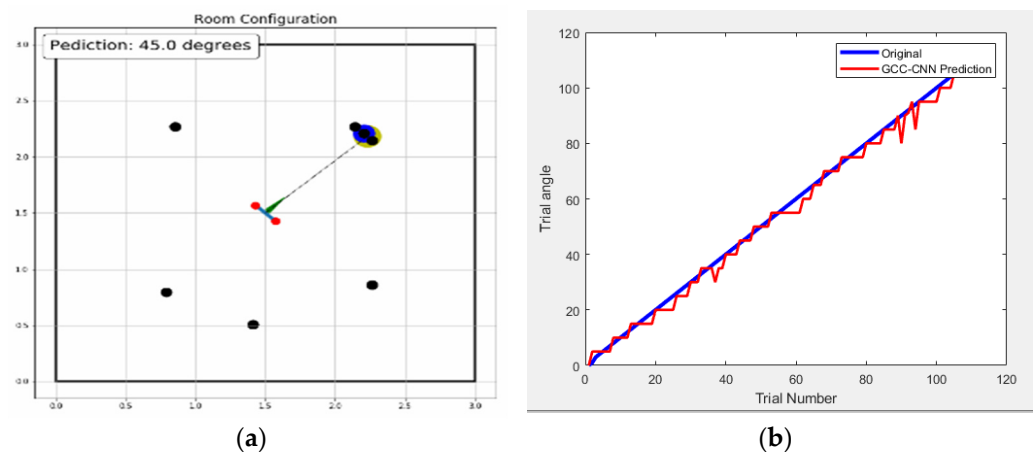 Room Configuration
Pediction: 45.0 degrees
3.0
2.5
2.0
1.5
1.0
0.5
0.0
0.0 0.5 1.0 1.5 2.0 2.5 3.0
(a)
120
100
80
60
40
20
0
Trial angle
Original
GCC-CNN Prediction
20 40 60 80 100 120
Trial Number
(b)